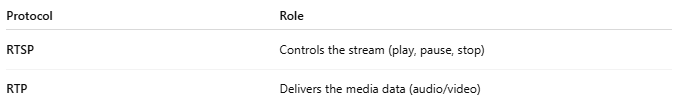 Protocol Role
RTSP Controls the stream (play, pause, stop)
RTP Delivers the media data (audio/video)